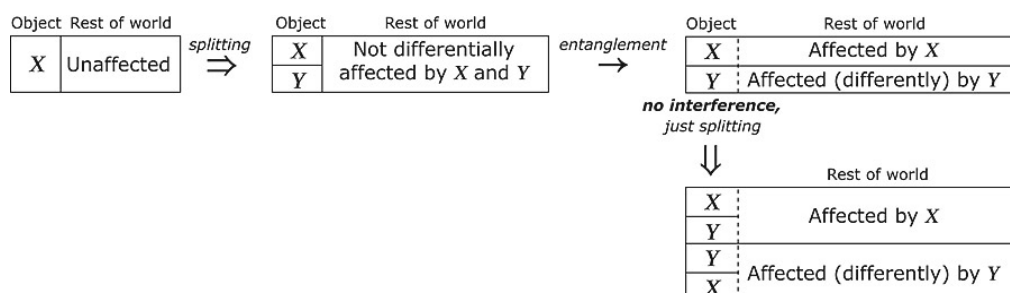 Object Rest of world
X Unaffected
splitting
⇒
Object Rest of world
X
Y
Not differentially
affected by X and Y
entanglement
→
Object Rest of world
X Affected by X
Y Affected (differently) by Y
no interference,
just splitting
⇓
Rest of world
X
Y
Affected by X
Y
X
Affected (differently) by Y